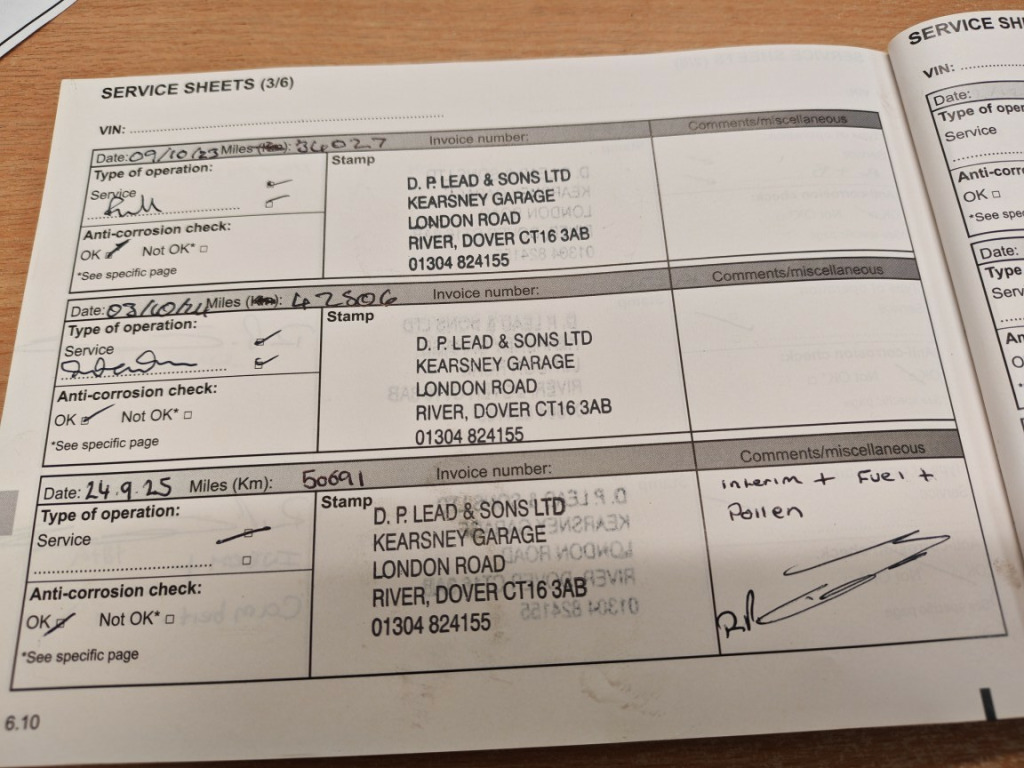 SERVICE SHEETS (3/6)
VIN:
Date: 09/10/23 Miles (Km): 34027 Invoice number: Comments/miscellaneous
Type of operation:
Service
Full
Anti-corrosion check:
OK Not OK*
*See specific page
Stamp
D. P. LEAD & SONS LTD
KEARSNEY GARAGE
LONDON ROAD
RIVER, DOVER CT16 3AB
01304 824155
Date: 03/10/24 Miles (Km): 42506 Invoice number: Comments/miscellaneous
Type of operation:
Service
Anti-corrosion check:
OK Not OK*
*See specific page
Stamp
D. P. LEAD & SONS LTD
KEARSNEY GARAGE
LONDON ROAD
RIVER, DOVER CT16 3AB
01304 824155
Date: 24.9.25 Miles (Km): 50691 Invoice number: Comments/miscellaneous
Type of operation:
Service
Anti-corrosion check:
OK Not OK*
*See specific page
Stamp
D. P. LEAD & SONS LTD
KEARSNEY GARAGE
LONDON ROAD
RIVER, DOVER CT16 3AB
01304 824155
interim + Fuel +
Pollen
6.10
SERVICE SH
VIN:
Date:
Type of oper
Service
Anti-corro
OK
*See spec
Date:
Type
Serv